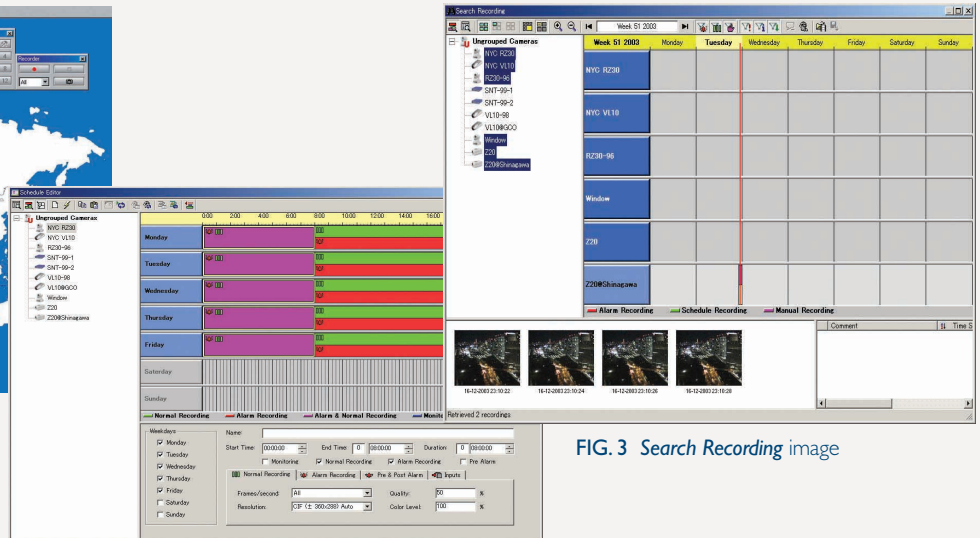 Recorder
All
Search Recording
Week 51 2003
Ungrouped Cameras
NYC RZ30
NYC VL10
RZ30-96
SNT-99-1
SNT-99-2
VL10-98
VL10@GCO
Window
Z20
Z20@Shinagawa
Week 51 2003 Monday Tuesday Wednesday Thursday Friday Saturday Sunday
NYC RZ30
NYC VL10
RZ30-96
Window
Z20
Z20@Shinagawa
Alarm Recording Schedule Recording Manual Recording
Comment Time S
16-12-2003 23:10:22 16-12-2003 23:10:24 16-12-2003 23:10:26 16-12-2003 23:10:28
Retrieved 2 recordings
FIG. 3 Search Recording image
Schedule Editor
Ungrouped Cameras
NYC RZ30
NYC VL10
RZ30-96
SNT-99-1
SNT-99-2
VL10-98
VL10@GCO
Window
Z20
Z20@Shinagawa
0:00 2:00 4:00 6:00 8:00 10:00 12:00 14:00 16:00
Monday
Tuesday
Wednesday
Thursday
Friday
Saturday
Sunday
Normal Recording Alarm Recording Alarm & Normal Recording
Weekdays
Monday
Tuesday
Wednesday
Thursday
Friday
Saturday
Sunday
Name:
Start Time: 00:00:00 End Time: 0 08:00:00 Duration: 0 08:00:00
Monitoring Normal Recording Alarm Recording Pre Alarm
Normal Recording Alarm Recording Pre & Post Alarm Inputs
Frames/second: All Quality: 50 %
Resolution: CIF (± 360x288) Auto Color Level: 100 %